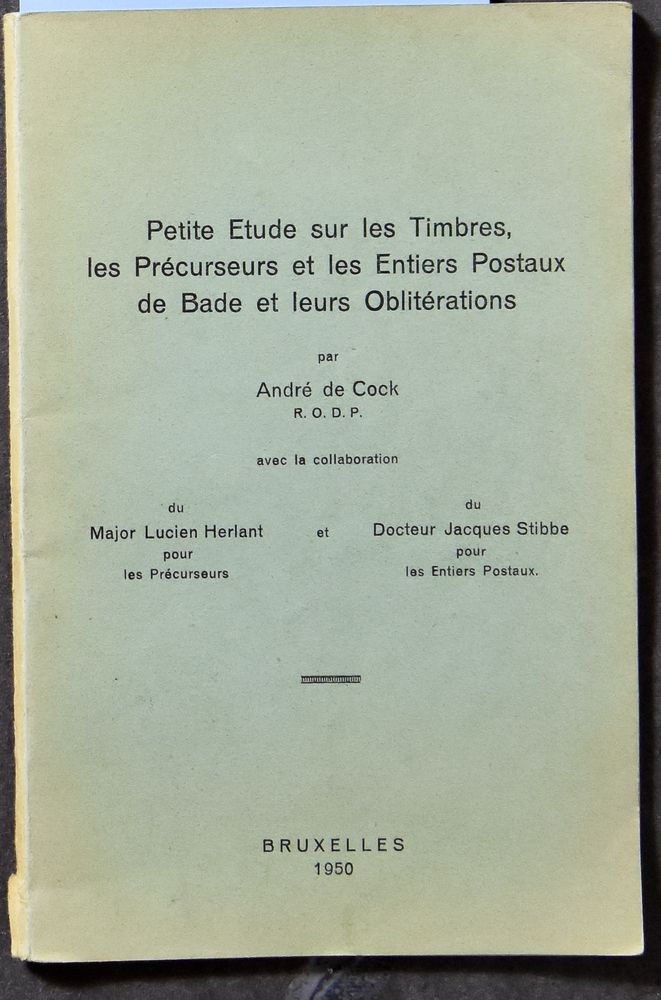 Petite Etude sur les Timbres,
les Précurseurs et les Entiers Postaux
de Bade et leurs Oblitérations
par
André de Cock
R. O. D. P.
avec la collaboration
du
Major Lucien Herlant
pour
les Précurseurs
et
du
Docteur Jacques Stibbe
pour
les Entiers Postaux.
BRUXELLES
1950